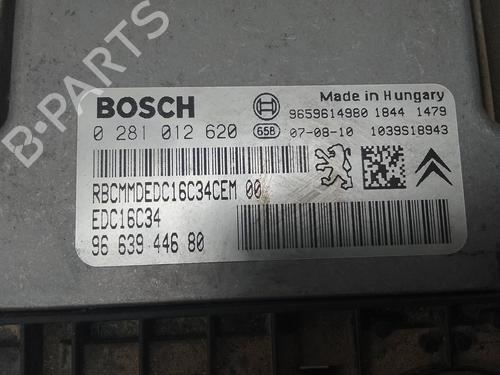 B-PARTS
BOSCH
Made in Hungary
9659614980 1844 1479
0 281 012 620 65B 07-08-10 1039S18943
RBCMMDEDC16C34CEM 00
EDC16C34
96 639 446 80